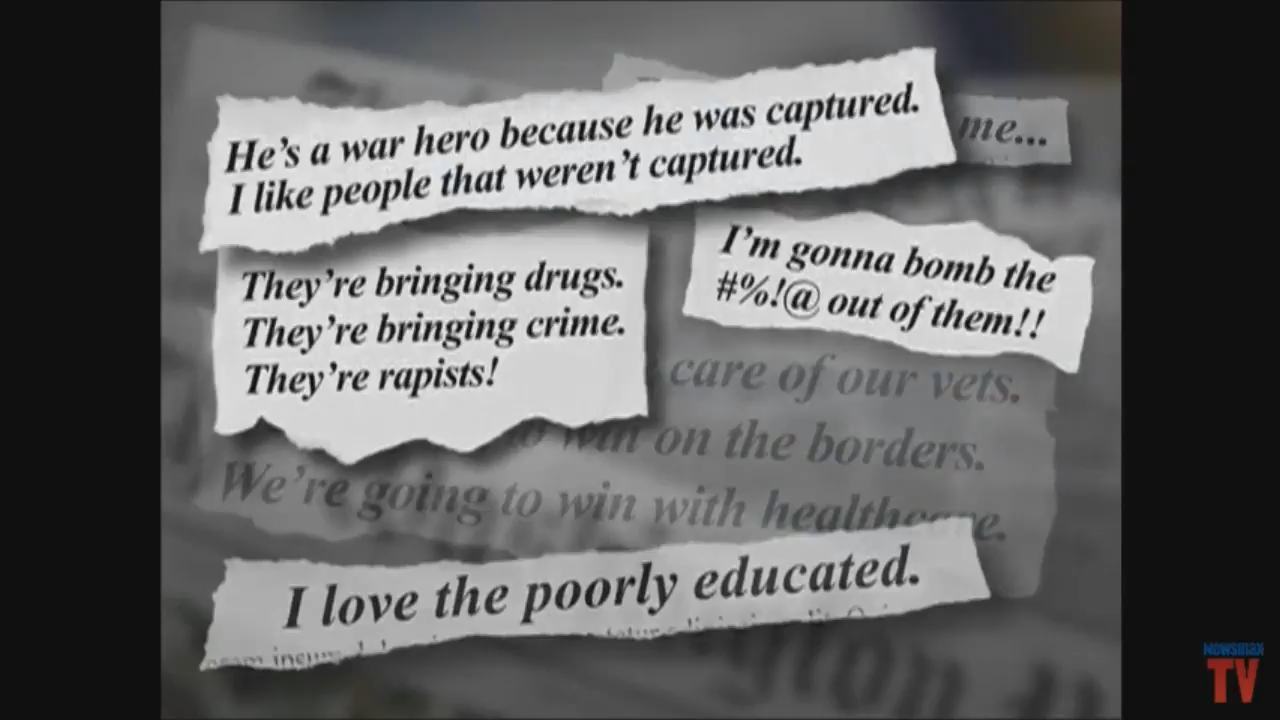 He's a war hero because he was captured.
I like people that weren't captured.
me...
They're bringing drugs.
They're bringing crime.
They're rapists!
I'm gonna bomb the
#%!@ out of them!!
care of our vets.
win on the borders.
We're going to win with healthcare.
I love the poorly educated.
Newsmax
TV